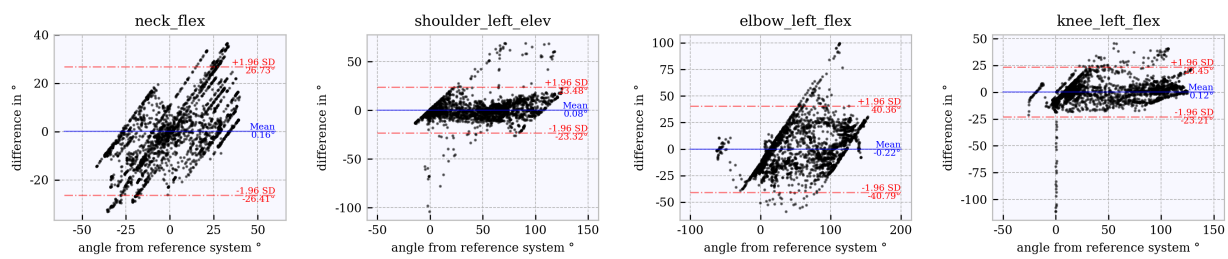 neck_flex
difference in °
40
20
0
-20
+1.96 SD
26.73°
Mean
0.16°
-1.96 SD
-26.41°
-50
-25
0
25
50
angle from reference system °
shoulder_left_elev
difference in °
50
0
-50
-100
+1.96 SD
23.48°
Mean
0.08°
-1.96 SD
-23.32°
-50
0
50
100
150
angle from reference system °
elbow_left_flex
difference in °
100
75
50
25
0
-25
-50
+1.96 SD
40.36°
Mean
-0.22°
-1.96 SD
-40.79°
-100
0
100
200
angle from reference system °
knee_left_flex
difference in °
50
25
0
-25
-50
-75
-100
+1.96 SD
23.45°
Mean
0.12°
-1.96 SD
-23.21°
-50
0
50
100
150
angle from reference system °